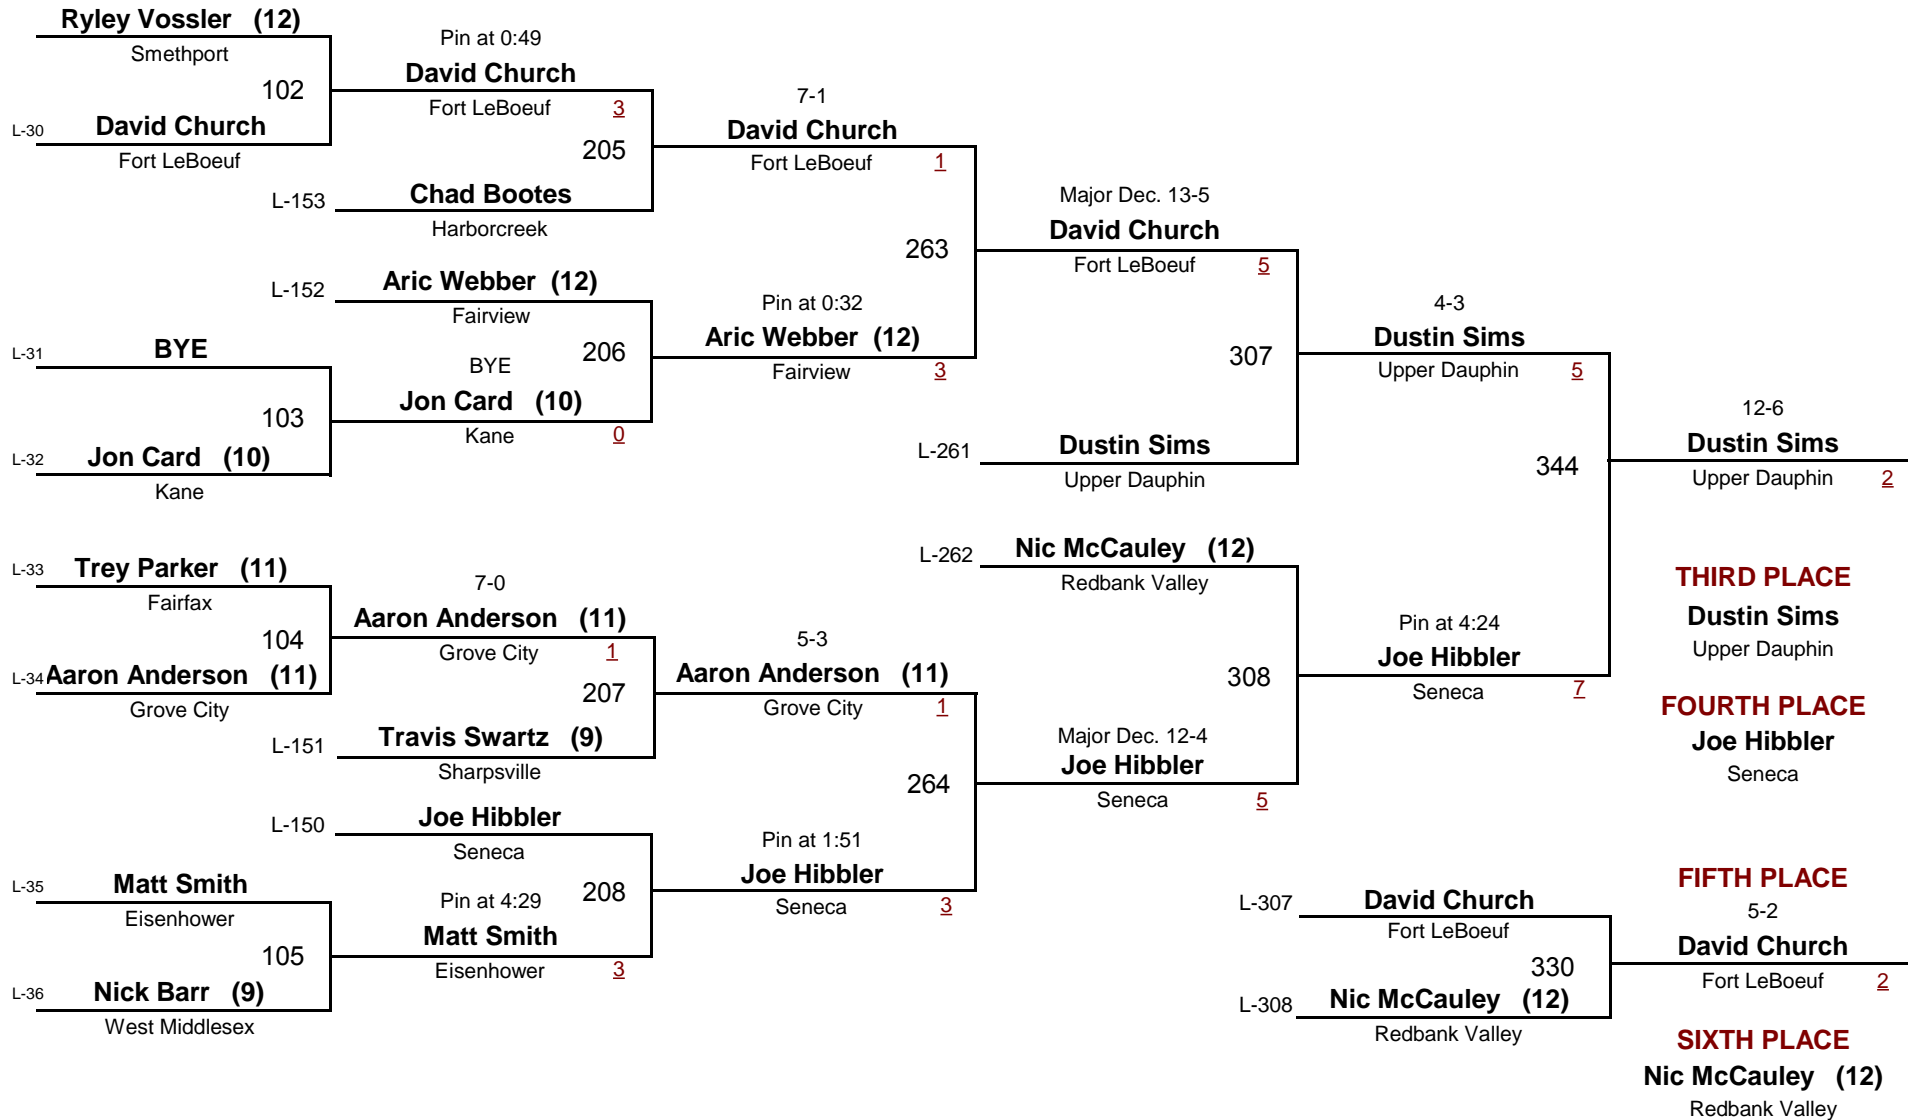 Ryley Vossler (12)
Smethport
102
L-30 David Church
Fort LeBoeuf
Pin at 0:49
David Church
Fort LeBoeuf 3
205
L-153 Chad Bootes
Harborcreek
7-1
David Church
Fort LeBoeuf 1
263
L-152 Aric Webber (12)
Fairview
206
L-31 BYE
103
L-32 Jon Card (10)
Kane
BYE
Jon Card (10)
Kane 0
Pin at 0:32
Aric Webber (12)
Fairview 3
Major Dec. 13-5
David Church
Fort LeBoeuf 5
307
L-261 Dustin Sims
Upper Dauphin
4-3
Dustin Sims
Upper Dauphin 5
344
12-6
Dustin Sims
Upper Dauphin 2
L-33 Trey Parker (11)
Fairfax
104
L-34 Aaron Anderson (11)
Grove City
7-0
Aaron Anderson (11)
Grove City 1
207
L-151 Travis Swartz (9)
Sharpsville
5-3
Aaron Anderson (11)
Grove City 1
264
L-150 Joe Hibbler
Seneca
208
L-35 Matt Smith
Eisenhower
105
L-36 Nick Barr (9)
West Middlesex
Pin at 4:29
Matt Smith
Eisenhower 3
Pin at 1:51
Joe Hibbler
Seneca 3
L-262 Nic McCauley (12)
Redbank Valley
308
Major Dec. 12-4
Joe Hibbler
Seneca 5
Pin at 4:24
Joe Hibbler
Seneca 7
THIRD PLACE
Dustin Sims
Upper Dauphin
FOURTH PLACE
Joe Hibbler
Seneca
L-307 David Church
Fort LeBoeuf
330
L-308 Nic McCauley (12)
Redbank Valley
FIFTH PLACE
5-2
David Church
Fort LeBoeuf 2
SIXTH PLACE
Nic McCauley (12)
Redbank Valley